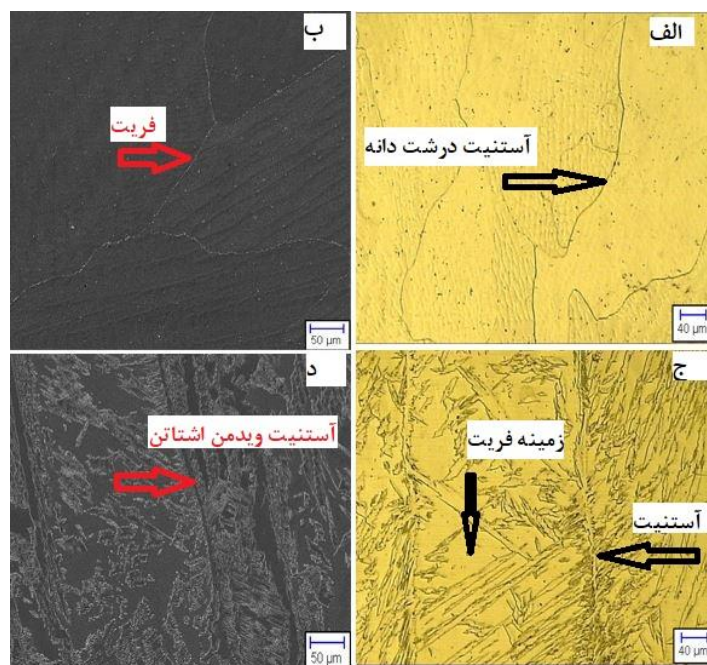 الف
آستنیت درشت دانه
40 µm
ب
فریت
50 µm
ج
زمینه فریت
آستنیت
40 µm
د
آستنیت ویدمن اشتاتن
50 µm